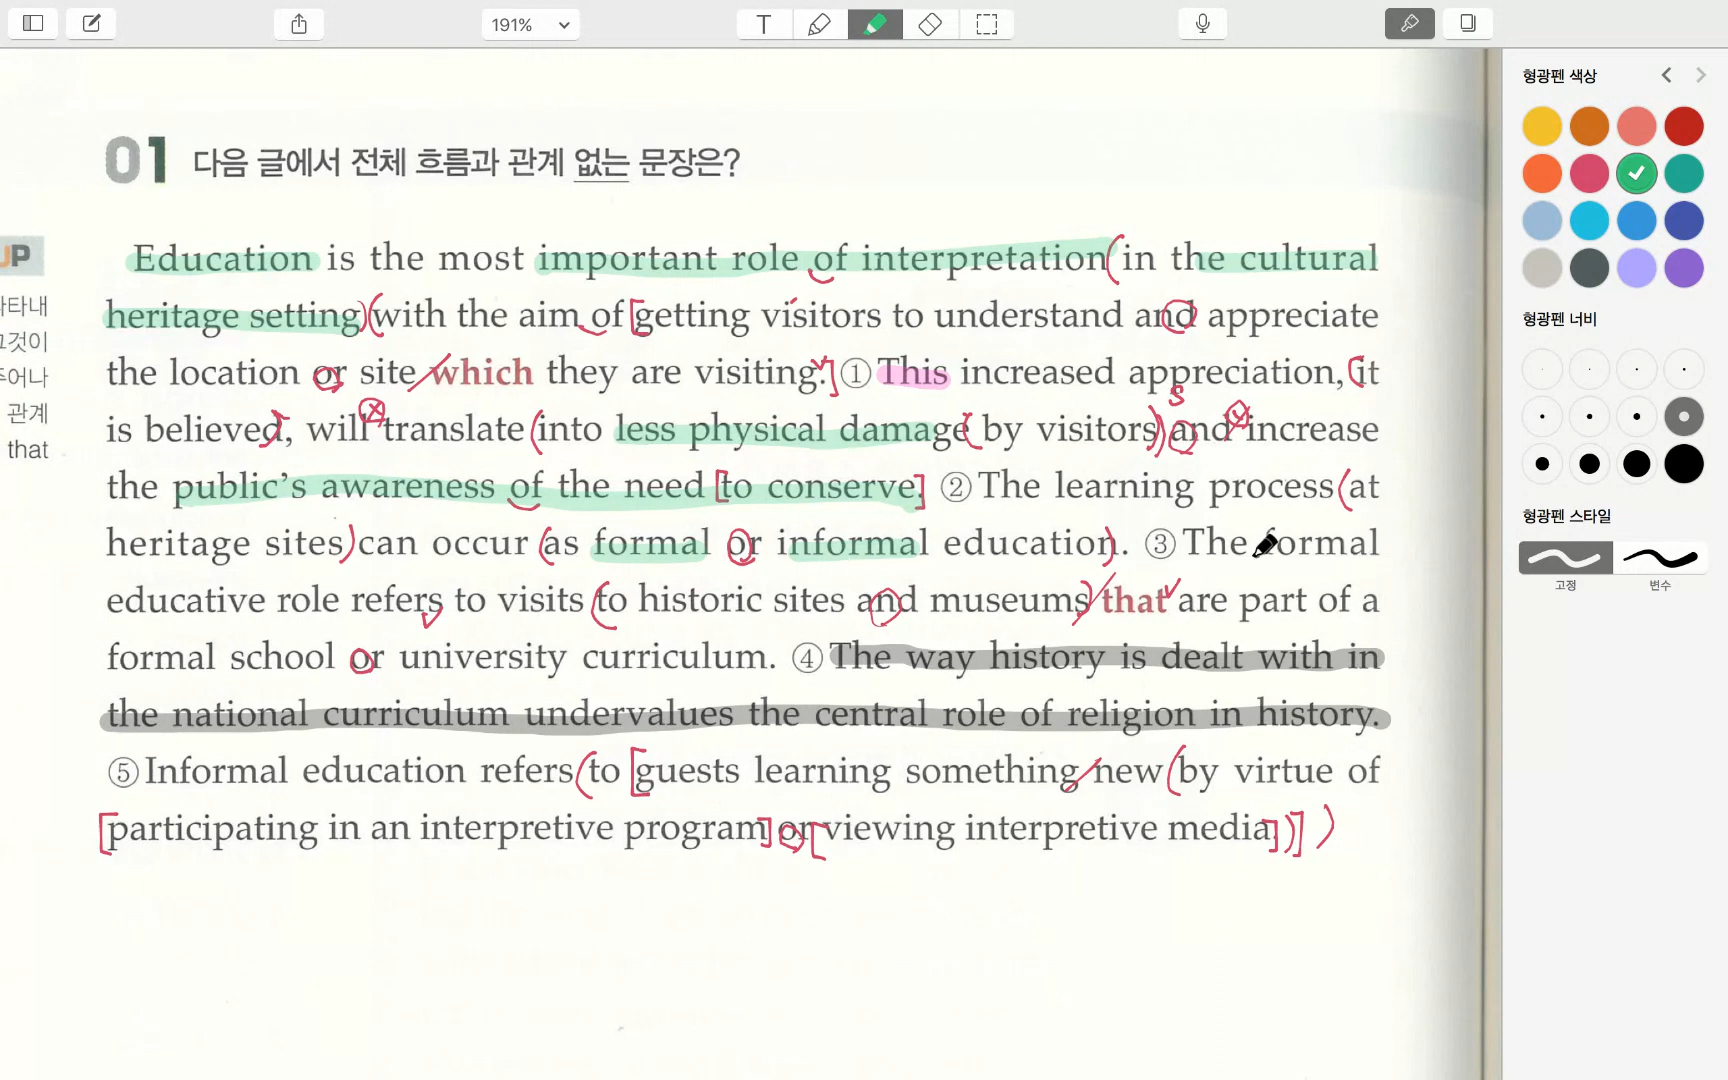 191%
T
형광펜 색상
01 다음 글에서 전체 흐름과 관계 없는 문장은?
UP
Education is the most important role of interpretation in the cultural
heritage setting with the aim of getting visitors to understand and appreciate
the location or site which they are visiting. ① This increased appreciation, it
s
is believed, will translate into less physical damage by visitors and increase
the public's awareness of the need to conserve. ② The learning process at
heritage sites can occur as formal or informal education. ③ The formal
educative role refers to visits to historic sites and museums that are part of a
formal school or university curriculum. ④ The way history is dealt with in
the national curriculum undervalues the central role of religion in history.
⑤ Informal education refers to guests learning something new by virtue of
participating in an interpretive program or viewing interpretive media.
타내
그것이
어나
관계
that
형광펜 너비
형광펜 스타일
고정
변수